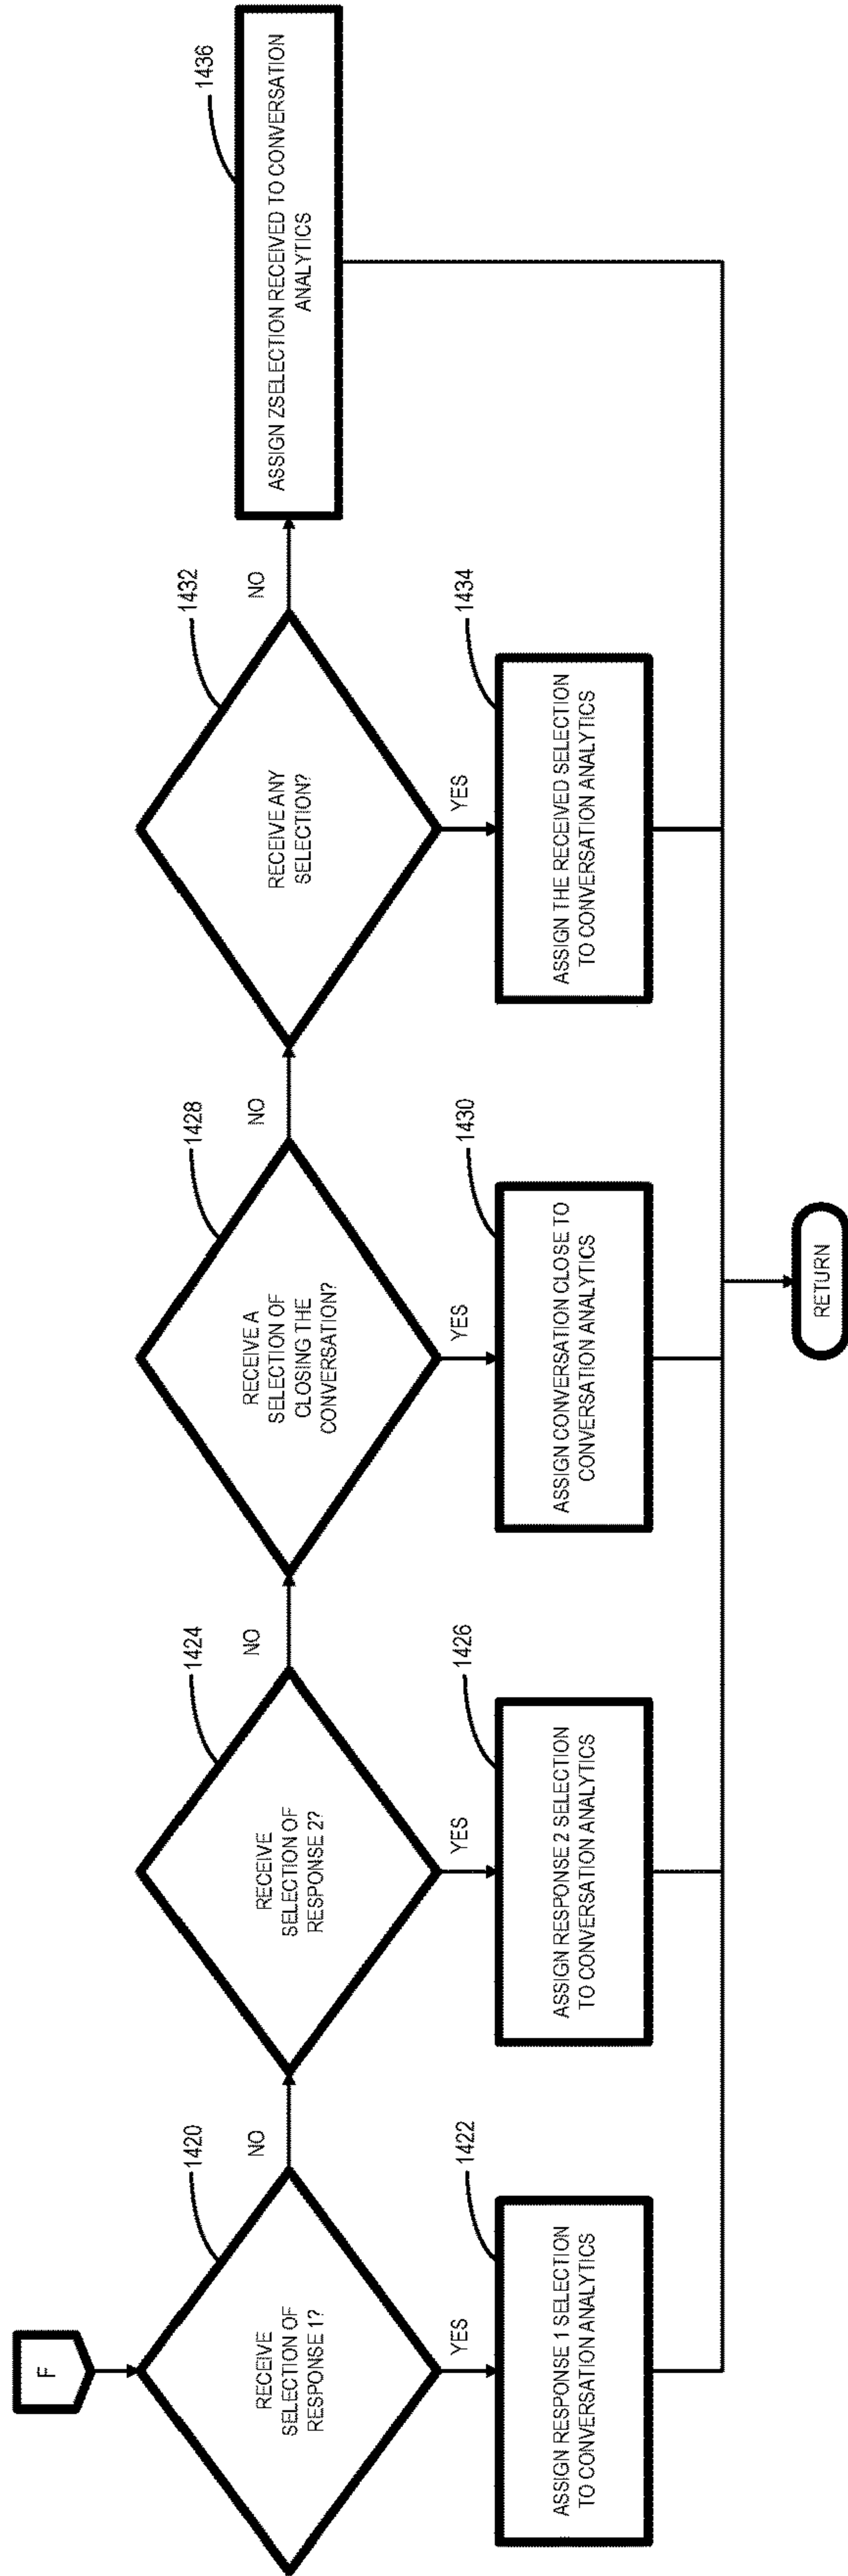 F
1420
RECEIVE
SELECTION OF
RESPONSE 1?
NO
YES
1422
ASSIGN RESPONSE 1 SELECTION
TO CONVERSATION ANALYTICS
1424
RECEIVE
SELECTION OF
RESPONSE 2?
NO
YES
1426
ASSIGN RESPONSE 2 SELECTION
TO CONVERSATION ANALYTICS
1428
RECEIVE A
SELECTION OF
CLOSING THE
CONVERSATION?
NO
YES
1430
ASSIGN CONVERSATION CLOSE TO
CONVERSATION ANALYTICS
1432
RECEIVE ANY
SELECTION?
NO
YES
1434
ASSIGN THE RECEIVED SELECTION
TO CONVERSATION ANALYTICS
1436
ASSIGN ZSELECTION RECEIVED TO CONVERSATION
ANALYTICS
RETURN